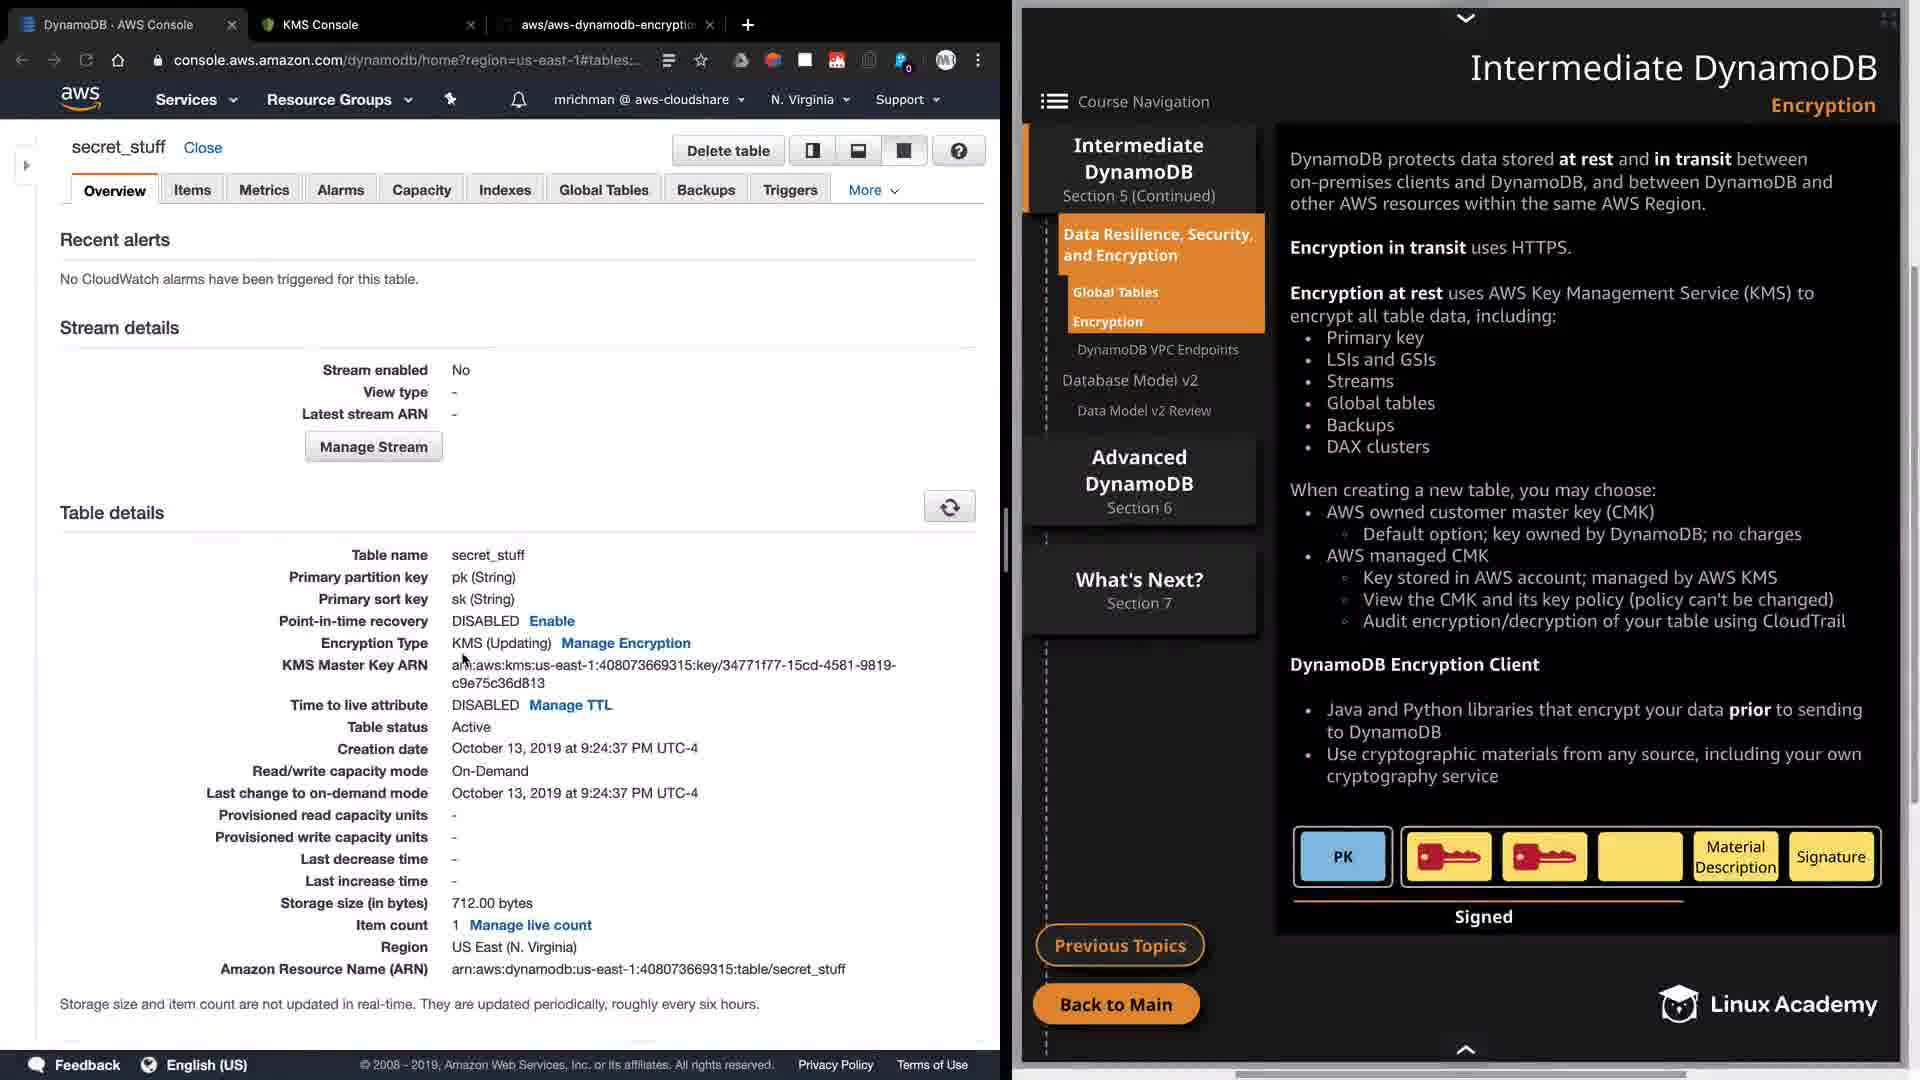 DynamoDB · AWS Console
KMS Console
aws/aws-dynamodb-encryptio
console.aws.amazon.com/dynamodb/home?region=us-east-1#tables:...
aws
Services
Resource Groups
mrichman @ aws-cloudshare
N. Virginia
Support
secret_stuff
Close
Delete table
Overview
Items
Metrics
Alarms
Capacity
Indexes
Global Tables
Backups
Triggers
More
Recent alerts
No CloudWatch alarms have been triggered for this table.
Stream details
Stream enabled No
View type -
Latest stream ARN -
Manage Stream
Table details
Table name secret_stuff
Primary partition key pk (String)
Primary sort key sk (String)
Point-in-time recovery DISABLED Enable
Encryption Type KMS (Updating) Manage Encryption
KMS Master Key ARN arn:aws:kms:us-east-1:408073669315:key/34771f77-15cd-4581-9819-
c9e75c36d813
Time to live attribute DISABLED Manage TTL
Table status Active
Creation date October 13, 2019 at 9:24:37 PM UTC-4
Read/write capacity mode On-Demand
Last change to on-demand mode October 13, 2019 at 9:24:37 PM UTC-4
Provisioned read capacity units -
Provisioned write capacity units -
Last decrease time -
Last increase time -
Storage size (in bytes) 712.00 bytes
Item count 1 Manage live count
Region US East (N. Virginia)
Amazon Resource Name (ARN) arn:aws:dynamodb:us-east-1:408073669315:table/secret_stuff
Storage size and item count are not updated in real-time. They are updated periodically, roughly every six hours.
Feedback
English (US)
© 2008 - 2019, Amazon Web Services, Inc. or its affiliates. All rights reserved.
Privacy Policy
Terms of Use
Intermediate DynamoDB
Encryption
Course Navigation
Intermediate
DynamoDB
Section 5 (Continued)
Data Resilience, Security,
and Encryption
Global Tables
Encryption
DynamoDB VPC Endpoints
Database Model v2
Data Model v2 Review
Advanced
DynamoDB
Section 6
What's Next?
Section 7
Previous Topics
Back to Main
DynamoDB protects data stored at rest and in transit between
on-premises clients and DynamoDB, and between DynamoDB and
other AWS resources within the same AWS Region.
Encryption in transit uses HTTPS.
Encryption at rest uses AWS Key Management Service (KMS) to
encrypt all table data, including:
• Primary key
• LSIs and GSIs
• Streams
• Global tables
• Backups
• DAX clusters
When creating a new table, you may choose:
• AWS owned customer master key (CMK)
◦ Default option; key owned by DynamoDB; no charges
• AWS managed CMK
◦ Key stored in AWS account; managed by AWS KMS
◦ View the CMK and its key policy (policy can't be changed)
◦ Audit encryption/decryption of your table using CloudTrail
DynamoDB Encryption Client
• Java and Python libraries that encrypt your data prior to sending
to DynamoDB
• Use cryptographic materials from any source, including your own
cryptography service
PK
Material
Description
Signature
Signed
Linux Academy